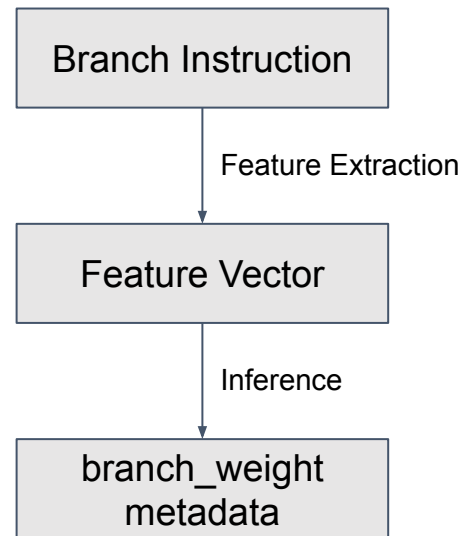 Branch Instruction
Feature Extraction
Feature Vector
Inference
branch_weight
metadata